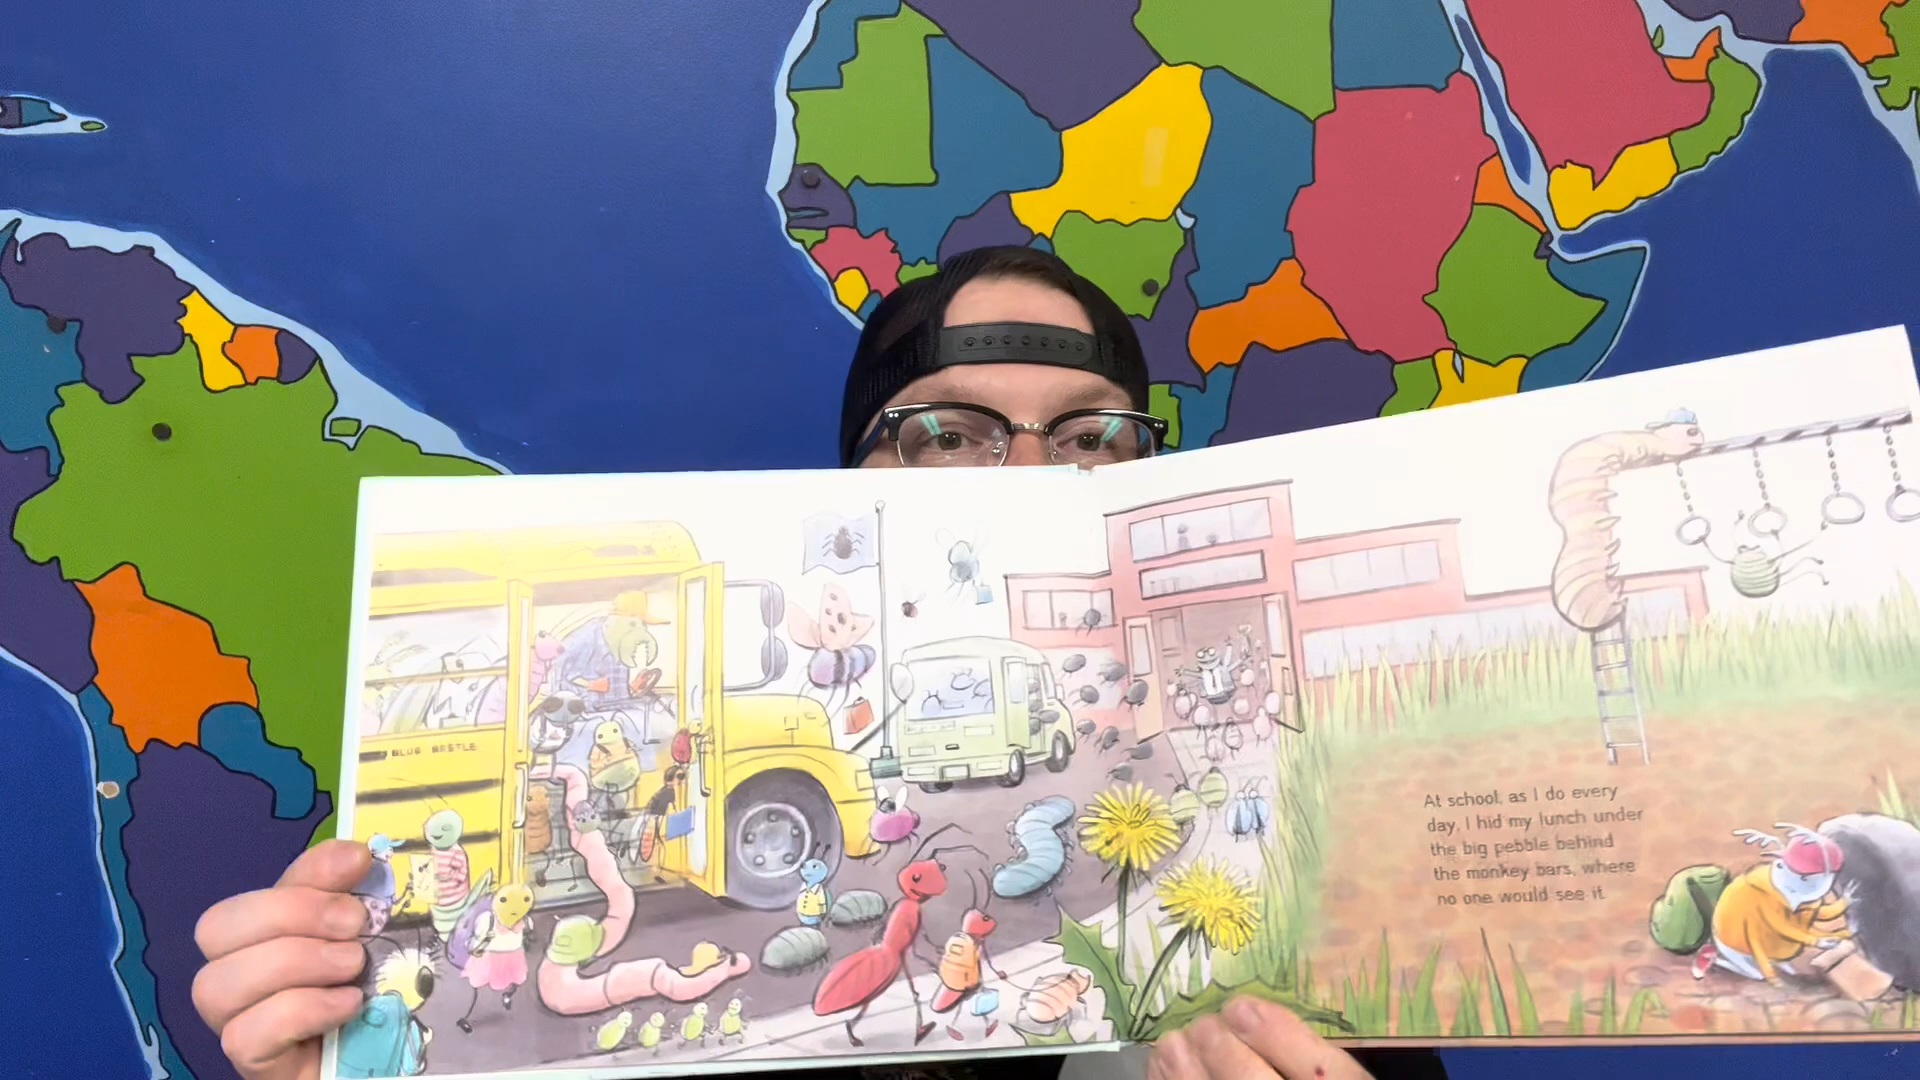 BLUE BEETLE
At school, as I do every
day, I hid my lunch under
the big pebble behind
the monkey bars, where
no one would see it.